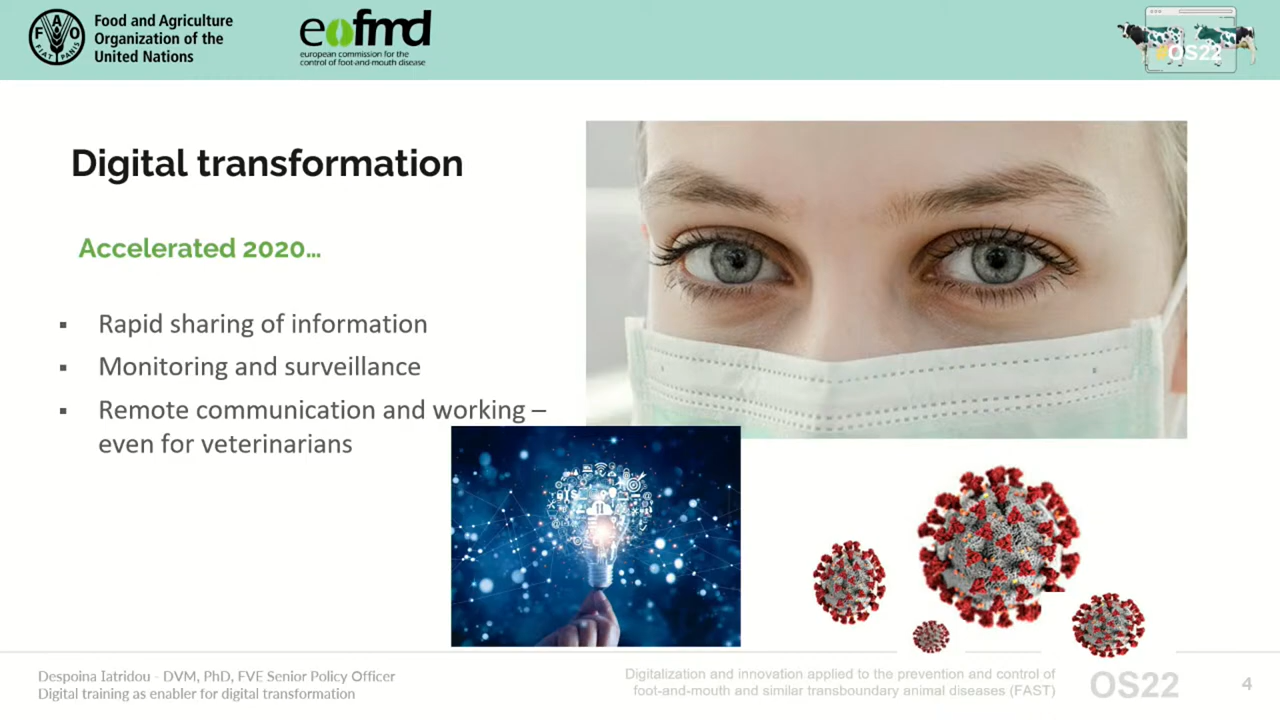 Food and Agriculture
Organization of the
United Nations
F A O
FIAT PANIS
eofmd
european commission for the
control of foot-and-mouth disease
#OS22
Digital transformation
Accelerated 2020...
▪ Rapid sharing of information
▪ Monitoring and surveillance
▪ Remote communication and working –
even for veterinarians
Despoina Iatridou - DVM, PhD, FVE Senior Policy Officer
Digital training as enabler for digital transformation
Digitalization and innovation applied to the prevention and control of
foot-and-mouth and similar transboundary animal diseases (FAST)
OS22
4